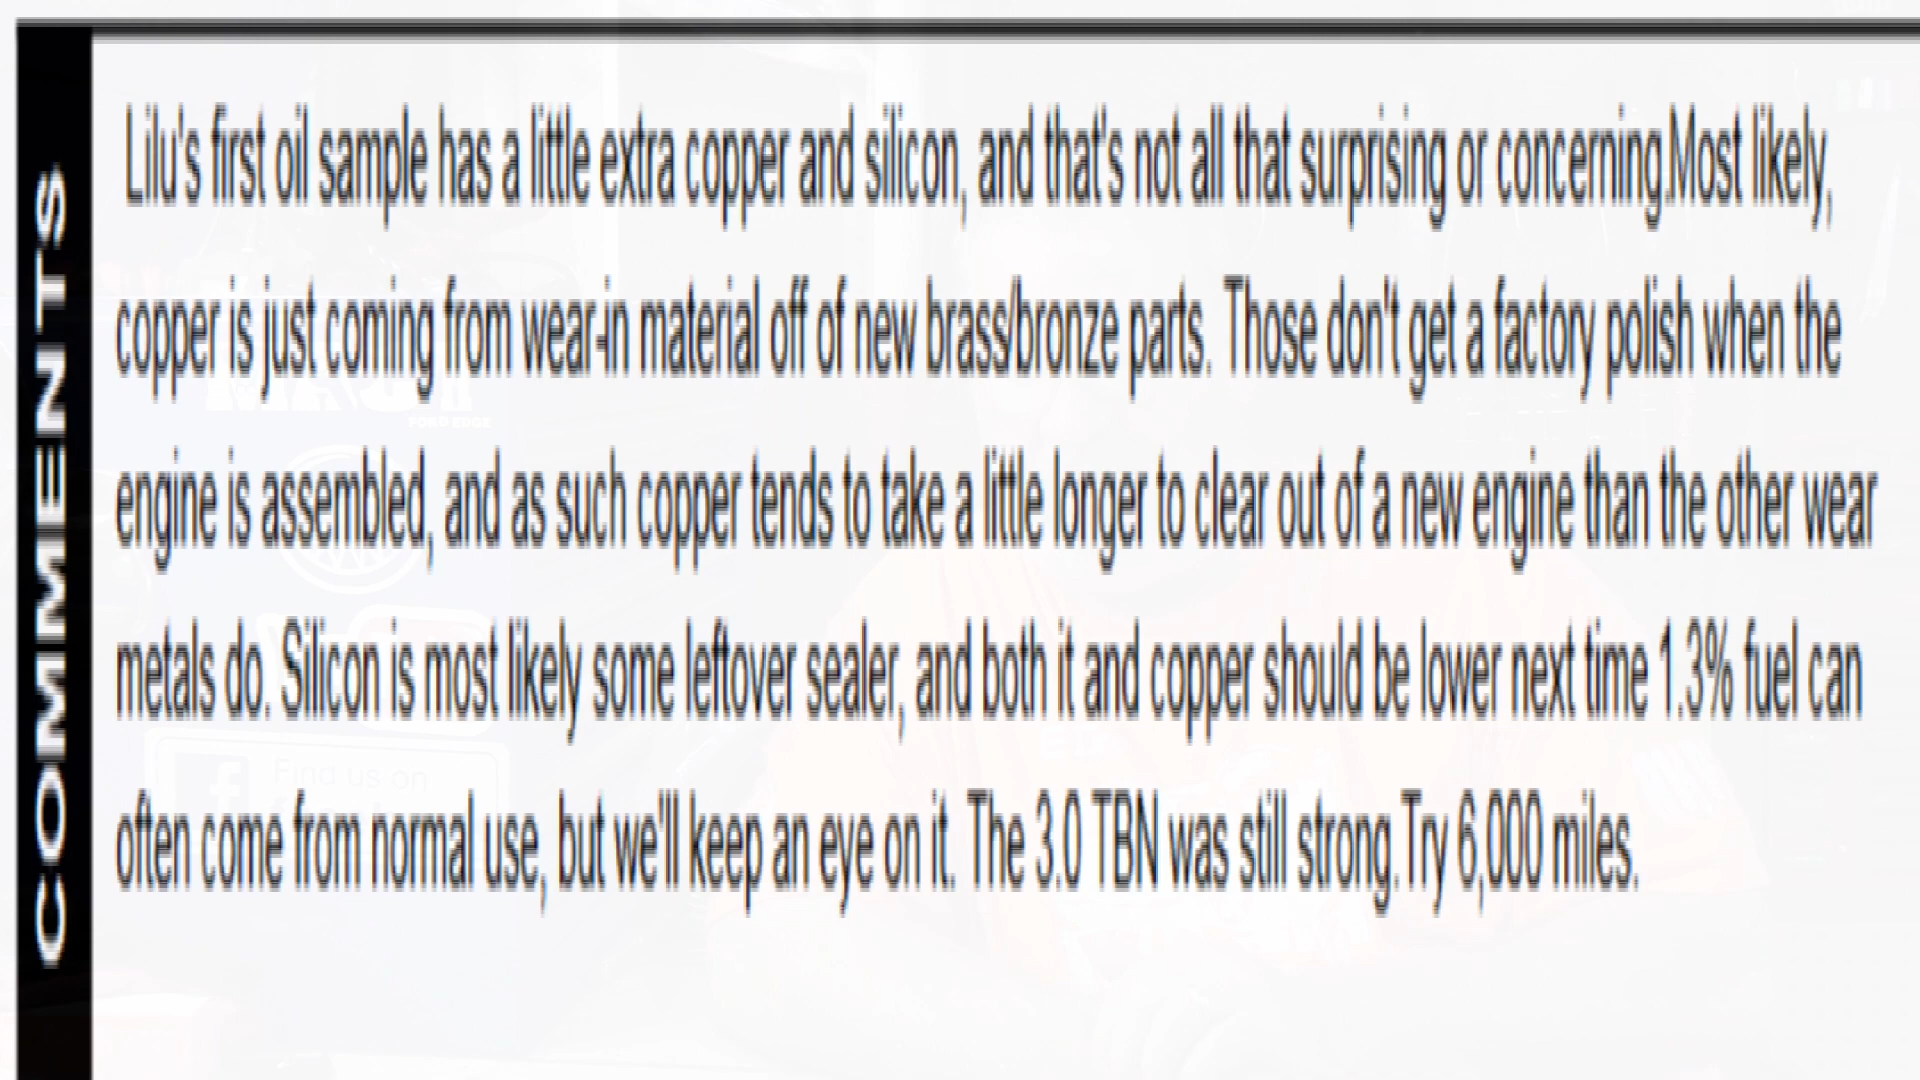 COMMENTS
Lilu's first oil sample has a little extra copper and silicon, and that's not all that surprising or concerning.Most likely,
copper is just coming from wear-in material off of new brass/bronze parts. Those don't get a factory polish when the
engine is assembled, and as such copper tends to take a little longer to clear out of a new engine than the other wear
metals do. Silicon is most likely some leftover sealer, and both it and copper should be lower next time 1.3% fuel can
often come from normal use, but we'll keep an eye on it. The 3.0 TBN was still strong.Try 6,000 miles.
FORD EDGE
Find us on